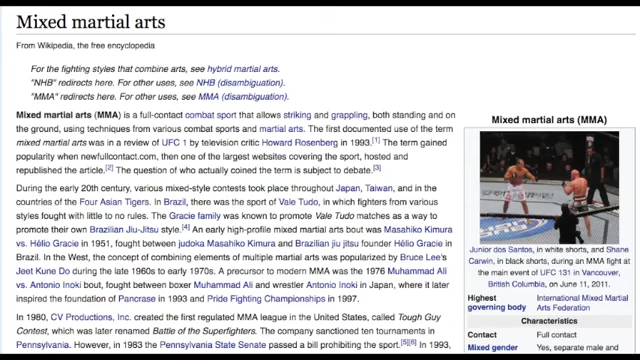 Mixed martial arts
From Wikipedia, the free encyclopedia
For the fighting styles that combine arts, see hybrid martial arts.
"NHB" redirects here. For other uses, see NHB (disambiguation).
"MMA" redirects here. For other uses, see MMA (disambiguation).
Mixed martial arts (MMA) is a full-contact combat sport that allows striking and grappling, both standing and on
the ground, using techniques from various combat sports and martial arts. The first documented use of the term
mixed martial arts was in a review of UFC 1 by television critic Howard Rosenberg in 1993.[1] The term gained
popularity when newfullcontact.com, then one of the largest websites covering the sport, hosted and
republished the article.[2] The question of who actually coined the term is subject to debate.[3]
During the early 20th century, various mixed-style contests took place throughout Japan, Taiwan, and in the
countries of the Four Asian Tigers. In Brazil, there was the sport of Vale Tudo, in which fighters from various
styles fought with little to no rules. The Gracie family was known to promote Vale Tudo matches as a way to
promote their own Brazilian Jiu-Jitsu style.[4] An early high-profile mixed martial arts bout was Masahiko Kimura
vs. Hélio Gracie in 1951, fought between judoka Masahiko Kimura and Brazilian jiu jitsu founder Hélio Gracie in
Brazil. In the West, the concept of combining elements of multiple martial arts was popularized by Bruce Lee's
Jeet Kune Do during the late 1960s to early 1970s. A precursor to modern MMA was the 1976 Muhammad Ali
vs. Antonio Inoki bout, fought between boxer Muhammad Ali and wrestler Antonio Inoki in Japan, where it later
inspired the foundation of Pancrase in 1993 and Pride Fighting Championships in 1997.
In 1980, CV Productions, Inc. created the first regulated MMA league in the United States, called Tough Guy
Contest, which was later renamed Battle of the Superfighters. The company sanctioned ten tournaments in
Pennsylvania. However, in 1983 the Pennsylvania State Senate passed a bill prohibiting the sport.[5][6] In 1993,
Mixed martial arts (MMA)
Junior dos Santos, in white shorts, and Shane
Carwin, in black shorts, during an MMA fight at
the main event of UFC 131 in Vancouver,
British Columbia, on June 11, 2011.
Highest governing body International Mixed Martial Arts Federation
Characteristics
Contact Full contact
Mixed gender Yes, separate male and